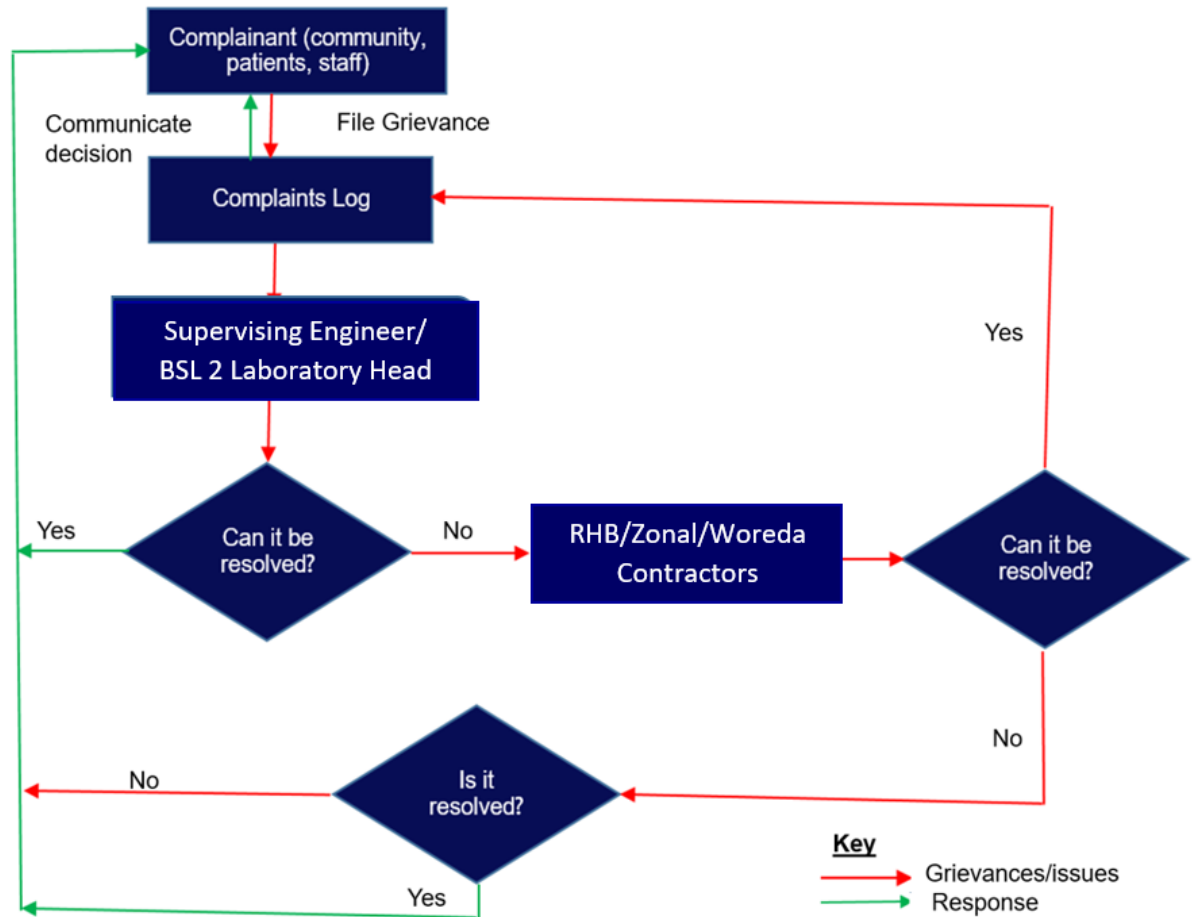 Complainant (community,
patients, staff)
Communicate
decision
File Grievance
Complaints Log
Supervising Engineer/
BSL 2 Laboratory Head
Yes
Yes
Can it be
resolved?
No
RHB/Zonal/Woreda
Contractors
Can it be
resolved?
No
No
Is it
resolved?
Yes
Key
Grievances/issues
Response